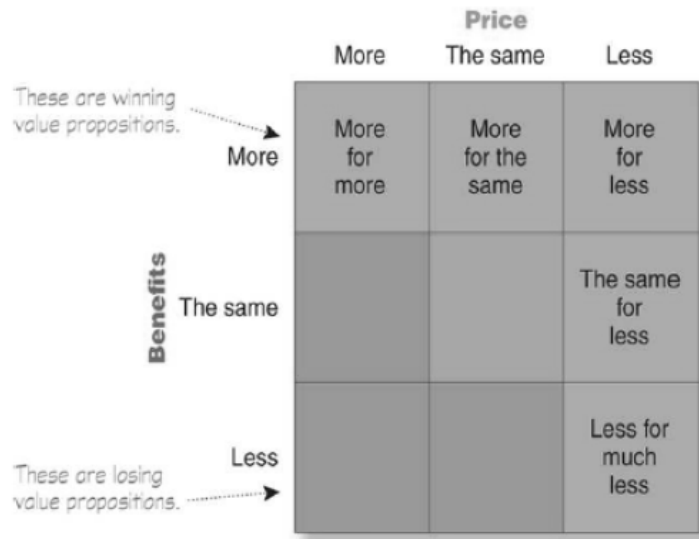 Price
More The same Less
These are winning
value propositions.
More
More
for
more
More
for the
same
More
for
less
Benefits
The same
The same
for
less
Less
Less for
much
less
These are losing
value propositions.